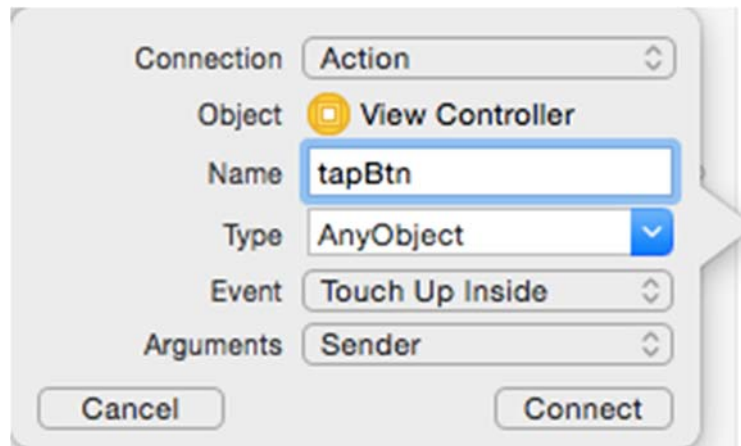 Connection Action
Object View Controller
Name tapBtn
Type AnyObject
Event Touch Up Inside
Arguments Sender
Cancel Connect